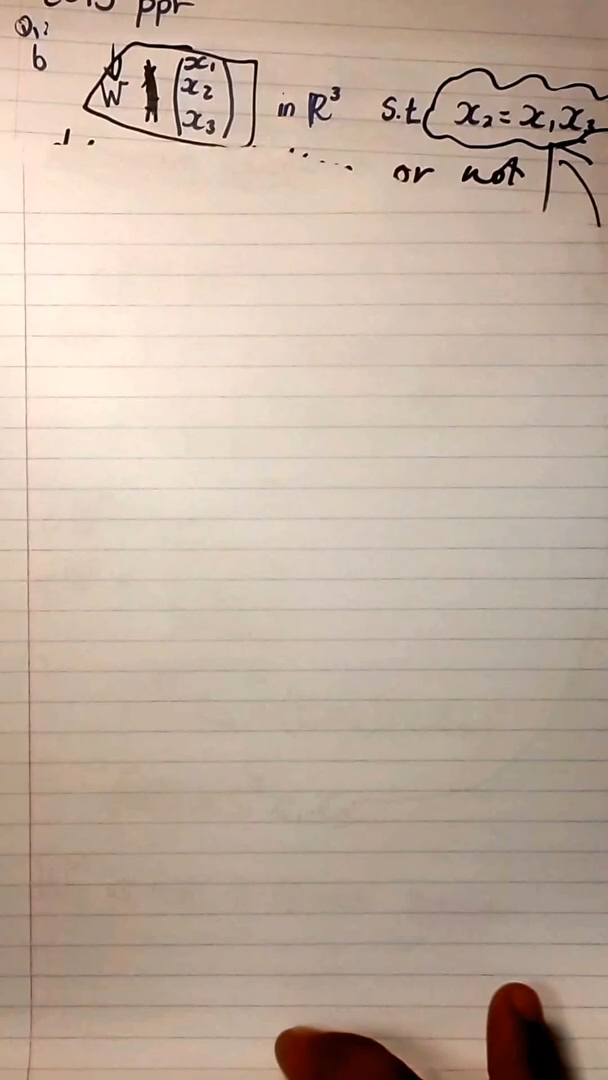 ppr
Q1:
b W (x₁ x₂ x₃) in ℝ³ s.t x₂ = x₁x₃
..... or not